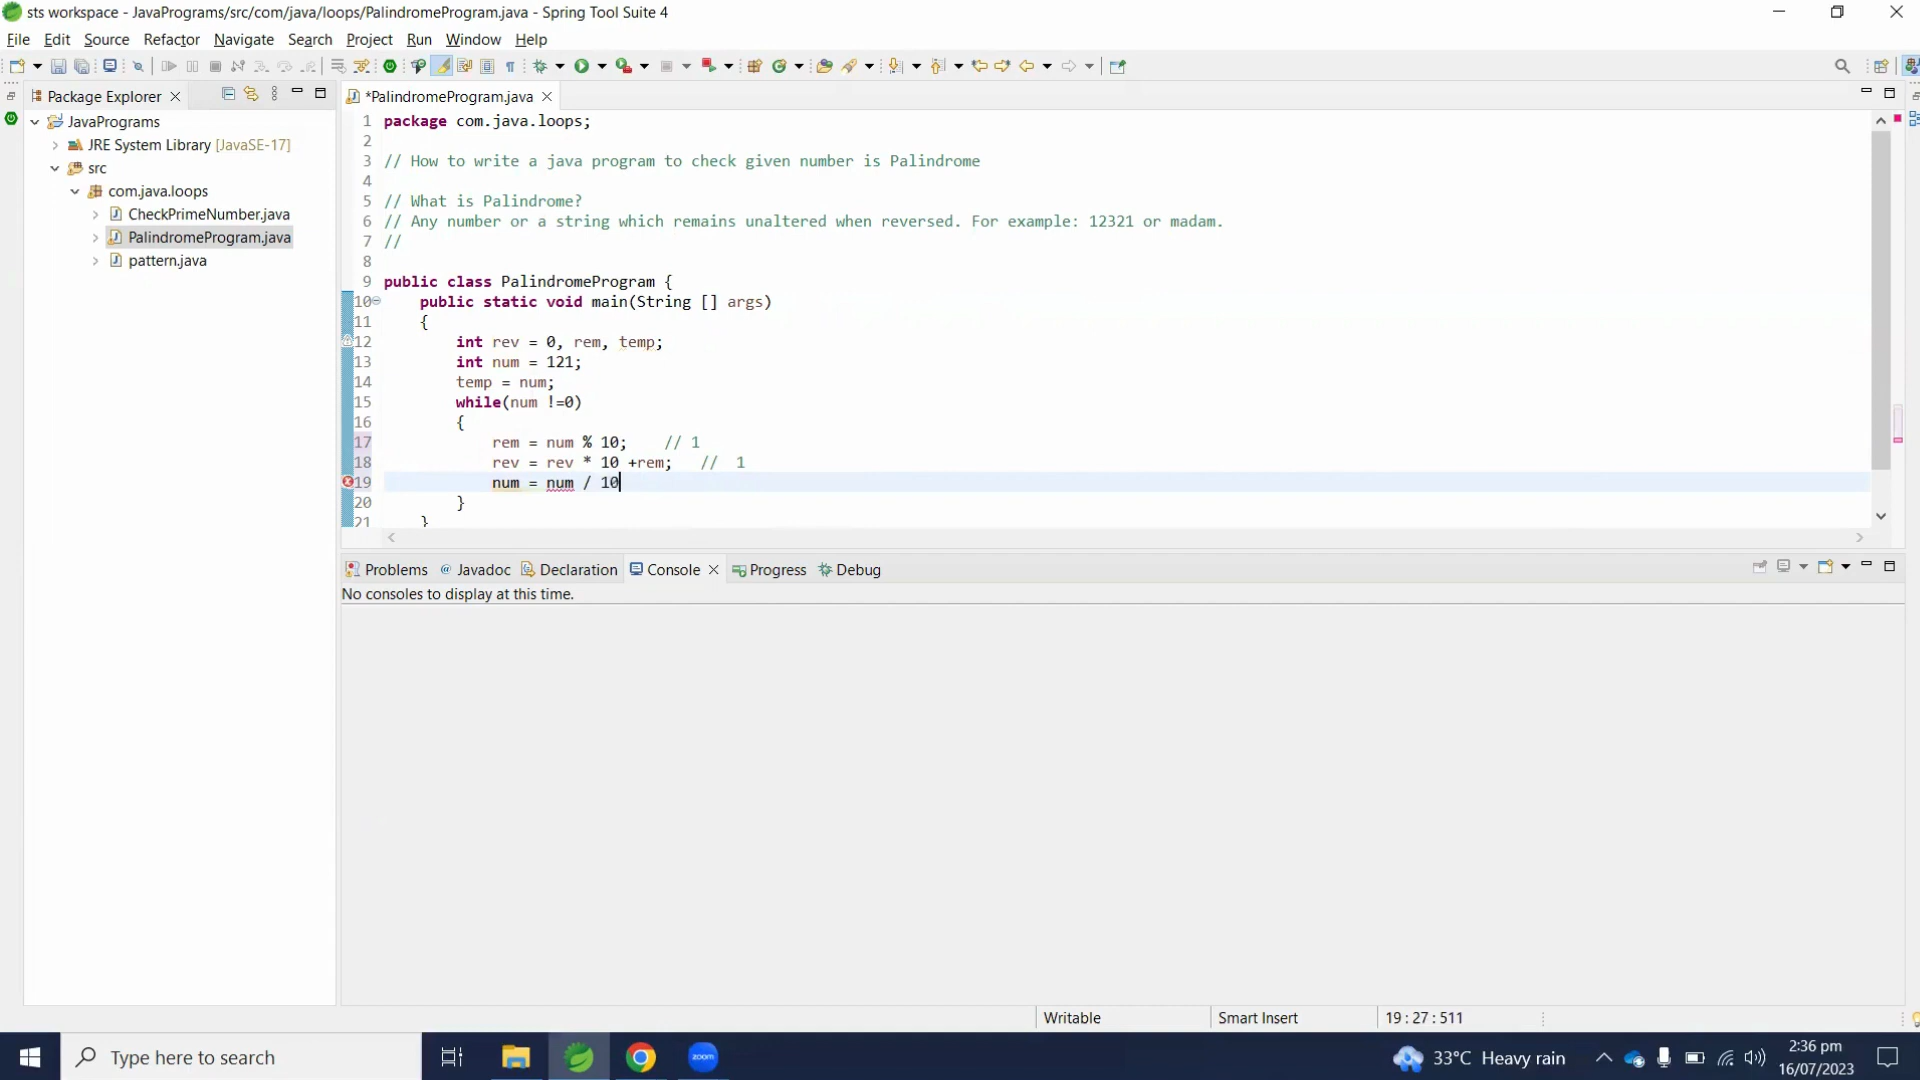 sts workspace - JavaPrograms/src/com/java/loops/PalindromeProgram.java - Spring Tool Suite 4
File Edit Source Refactor Navigate Search Project Run Window Help
Package Explorer
*PalindromeProgram.java
JavaPrograms
JRE System Library [JavaSE-17]
src
com.java.loops
CheckPrimeNumber.java
PalindromeProgram.java
pattern.java
1 package com.java.loops;
2
3 // How to write a java program to check given number is Palindrome
4
5 // What is Palindrome?
6 // Any number or a string which remains unaltered when reversed. For example: 12321 or madam.
7 //
8
9 public class PalindromeProgram {
10 public static void main(String [] args)
11 {
12 int rev = 0, rem, temp;
13 int num = 121;
14 temp = num;
15 while(num !=0)
16 {
17 rem = num % 10; // 1
18 rev = rev * 10 +rem; // 1
19 num = num / 10
20 }
21 }
Problems @ Javadoc Declaration Console Progress Debug
No consoles to display at this time.
Writable Smart Insert 19 : 27 : 511
Type here to search
zoom
33°C Heavy rain
2:36 pm
16/07/2023